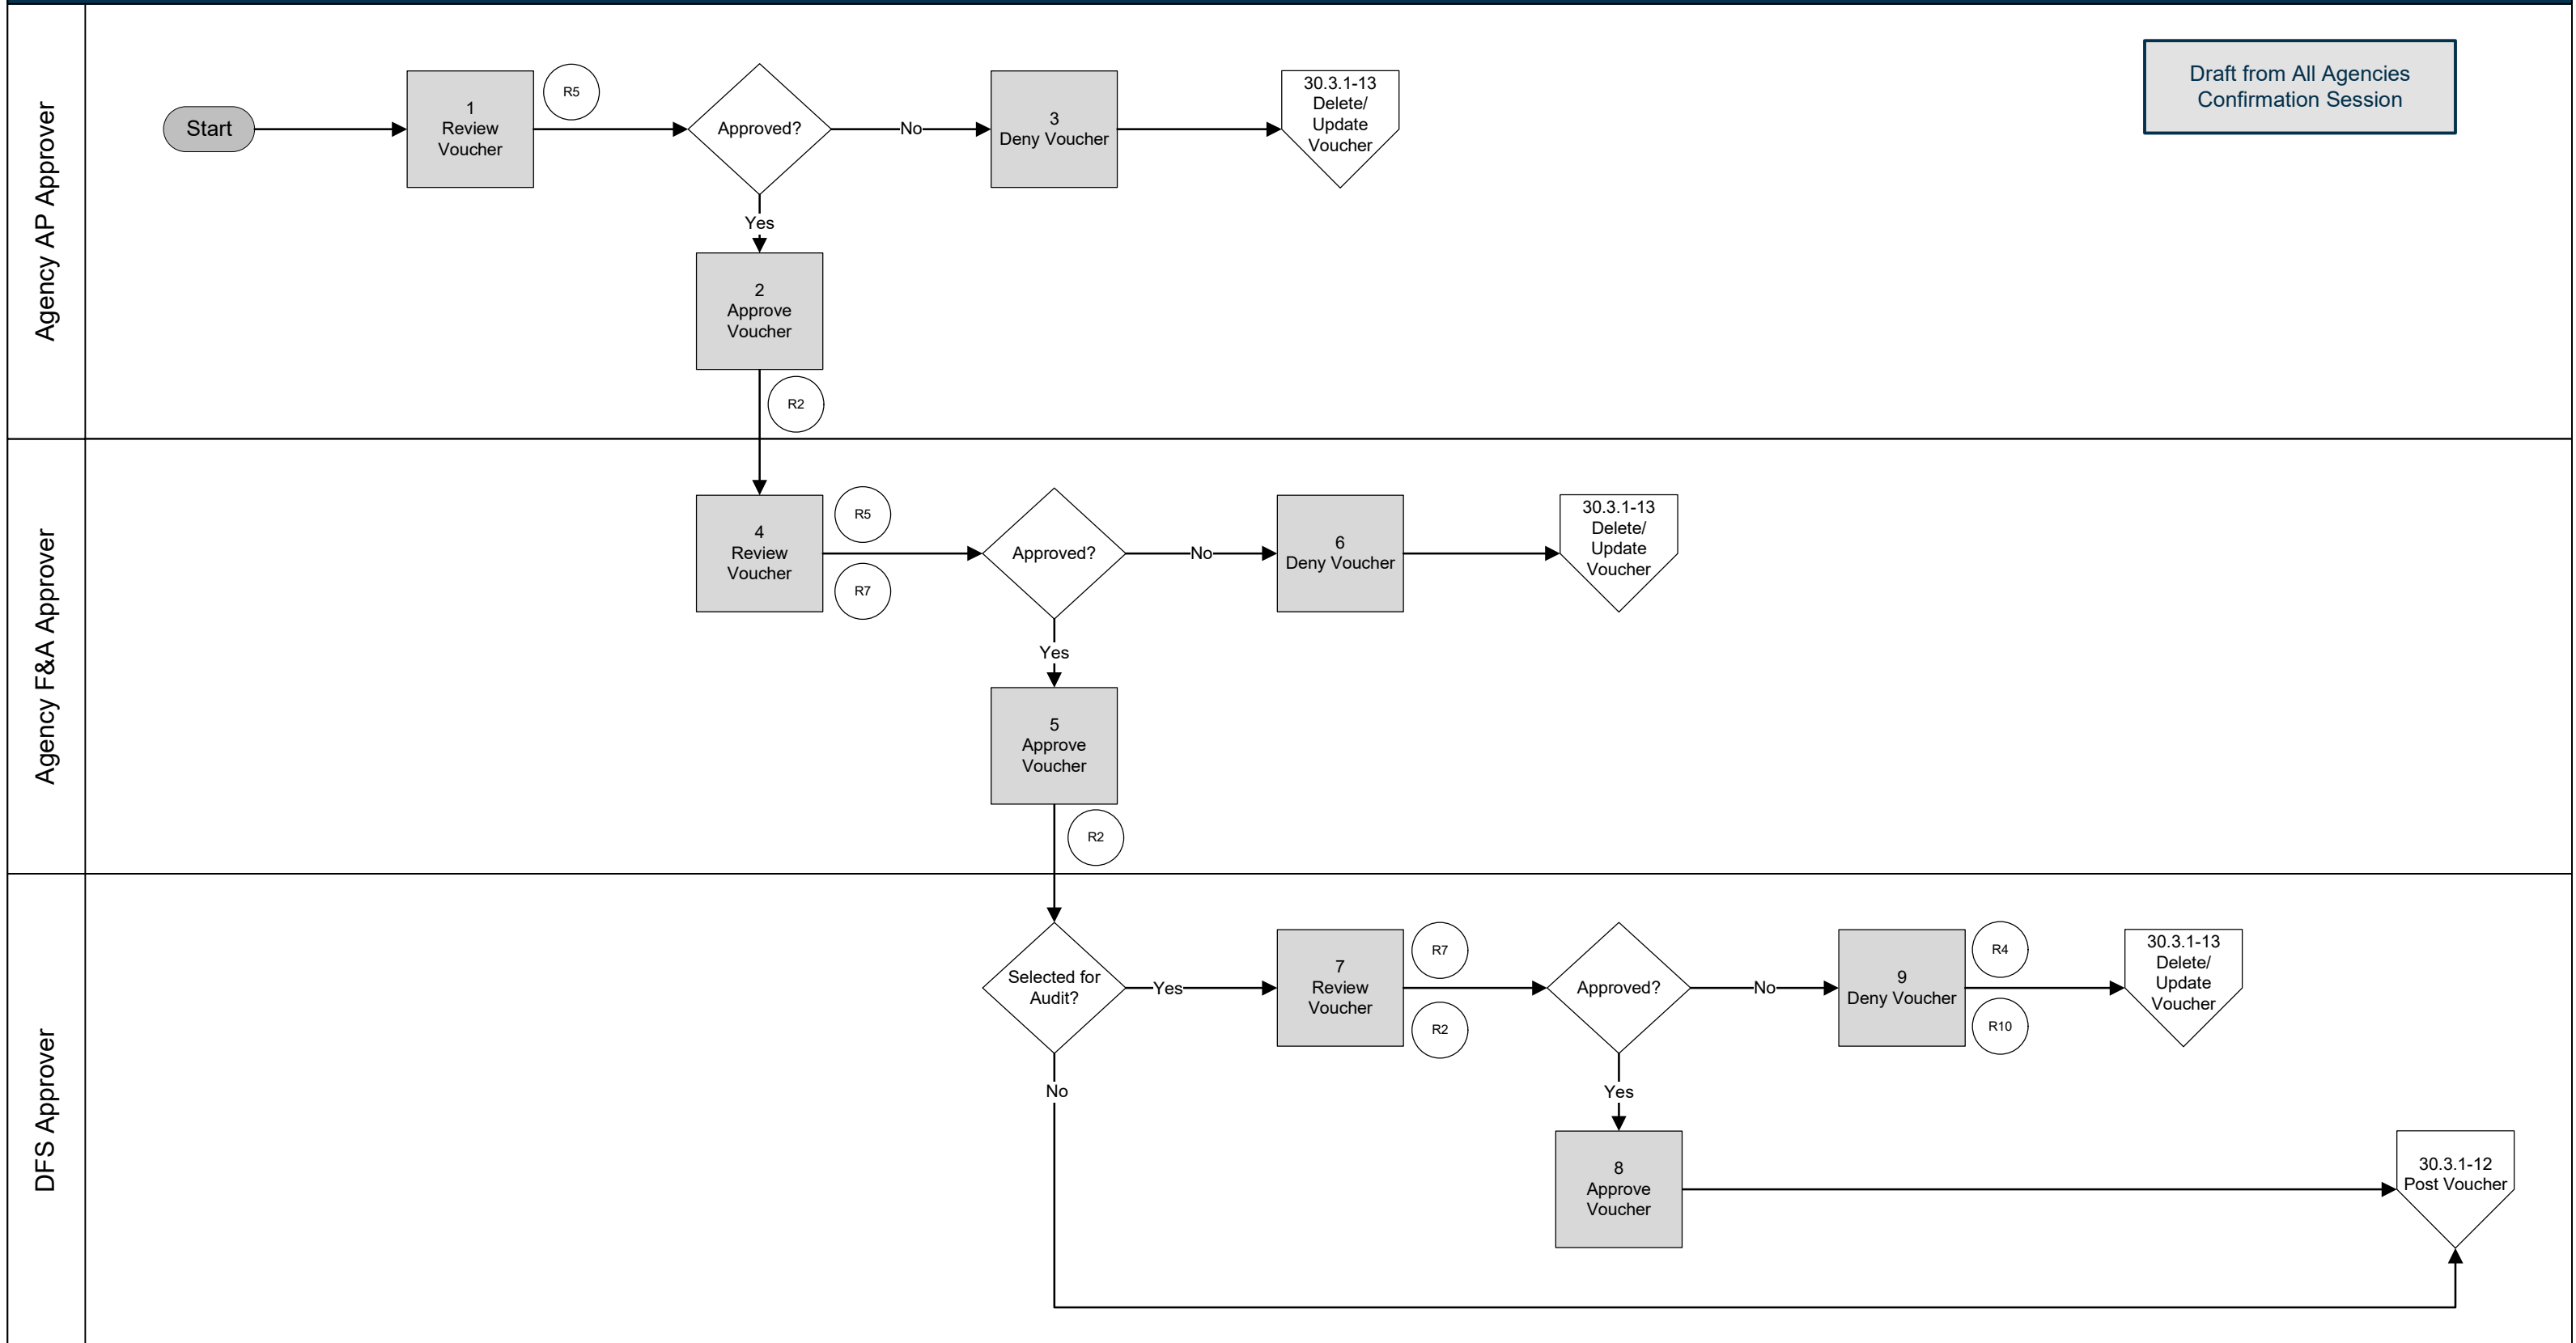 Draft from All Agencies
Confirmation Session
Agency AP Approver
Start
1
Review
Voucher
R5
Approved?
No
3
Deny Voucher
30.3.1-13
Delete/
Update
Voucher
Yes
2
Approve
Voucher
R2
Agency F&A Approver
4
Review
Voucher
R5
R7
Approved?
No
6
Deny Voucher
30.3.1-13
Delete/
Update
Voucher
Yes
5
Approve
Voucher
R2
DFS Approver
Selected for
Audit?
Yes
7
Review
Voucher
R7
R2
Approved?
No
9
Deny Voucher
R4
R10
30.3.1-13
Delete/
Update
Voucher
No
Yes
8
Approve
Voucher
30.3.1-12
Post Voucher